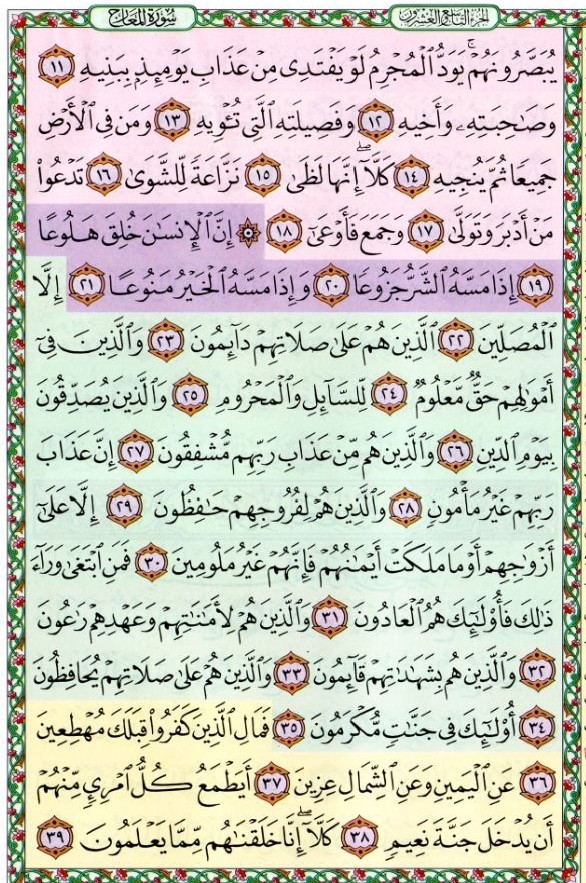 سُورَةُ المَعَارِج الجزء التاسع والعشرون
يُبَصَّرُونَهُمْ ۚ يَوَدُّ ٱلْمُجْرِمُ لَوْ يَفْتَدِى مِنْ عَذَابِ يَوْمِئِذٍۭ بِبَنِيهِ ١١
وَصَـٰحِبَتِهِۦ وَأَخِيهِ ١٢ وَفَصِيلَتِهِ ٱلَّتِى تُـْٔوِيهِ ١٣ وَمَن فِى ٱلْأَرْضِ
جَمِيعًا ثُمَّ يُنجِيهِ ١٤ كَلَّآ ۖ إِنَّهَا لَظَىٰ ١٥ نَزَّاعَةً لِّلشَّوَىٰ ١٦ تَدْعُوا۟
مَنْ أَدْبَرَ وَتَوَلَّىٰ ١٧ وَجَمَعَ فَأَوْعَىٰٓ ١٨ ۞ إِنَّ ٱلْإِنسَـٰنَ خُلِقَ هَلُوعًا
١٩ إِذَا مَسَّهُ ٱلشَّرُّ جَزُوعًا ٢٠ وَإِذَا مَسَّهُ ٱلْخَيْرُ مَنُوعًا ٢١ إِلَّا
ٱلْمُصَلِّينَ ٢٢ ٱلَّذِينَ هُمْ عَلَىٰ صَلَاتِهِمْ دَآئِمُونَ ٢٣ وَٱلَّذِينَ فِىٓ
أَمْوَٰلِهِمْ حَقٌّ مَّعْلُومٌ ٢٤ لِّلسَّآئِلِ وَٱلْمَحْرُومِ ٢٥ وَٱلَّذِينَ يُصَدِّقُونَ
بِيَوْمِ ٱلدِّينِ ٢٦ وَٱلَّذِينَ هُم مِّنْ عَذَابِ رَبِّهِم مُّشْفِقُونَ ٢٧ إِنَّ عَذَابَ
رَبِّهِمْ غَيْرُ مَأْمُونٍ ٢٨ وَٱلَّذِينَ هُمْ لِفُرُوجِهِمْ حَـٰفِظُونَ ٢٩ إِلَّا عَلَىٰٓ
أَزْوَٰجِهِمْ أَوْ مَا مَلَكَتْ أَيْمَـٰنُهُمْ فَإِنَّهُمْ غَيْرُ مَلُومِينَ ٣٠ فَمَنِ ٱبْتَغَىٰ وَرَآءَ
ذَٰلِكَ فَأُو۟لَـٰٓئِكَ هُمُ ٱلْعَادُونَ ٣١ وَٱلَّذِينَ هُمْ لِأَمَـٰنَـٰتِهِمْ وَعَهْدِهِمْ رَٰعُونَ
٣٢ وَٱلَّذِينَ هُم بِشَهَـٰدَٰتِهِمْ قَآئِمُونَ ٣٣ وَٱلَّذِينَ هُمْ عَلَىٰ صَلَاتِهِمْ يُحَافِظُونَ
٣٤ أُو۟لَـٰٓئِكَ فِى جَنَّـٰتٍ مُّكْرَمُونَ ٣٥ فَمَالِ ٱلَّذِينَ كَفَرُوا۟ قِبَلَكَ مُهْطِعِينَ
٣٦ عَنِ ٱلْيَمِينِ وَعَنِ ٱلشِّمَالِ عِزِينَ ٣٧ أَيَطْمَعُ كُلُّ ٱمْرِئٍ مِّنْهُمْ
أَن يُدْخَلَ جَنَّةَ نَعِيمٍ ٣٨ كَلَّآ ۖ إِنَّا خَلَقْنَـٰهُم مِّمَّا يَعْلَمُونَ ٣٩